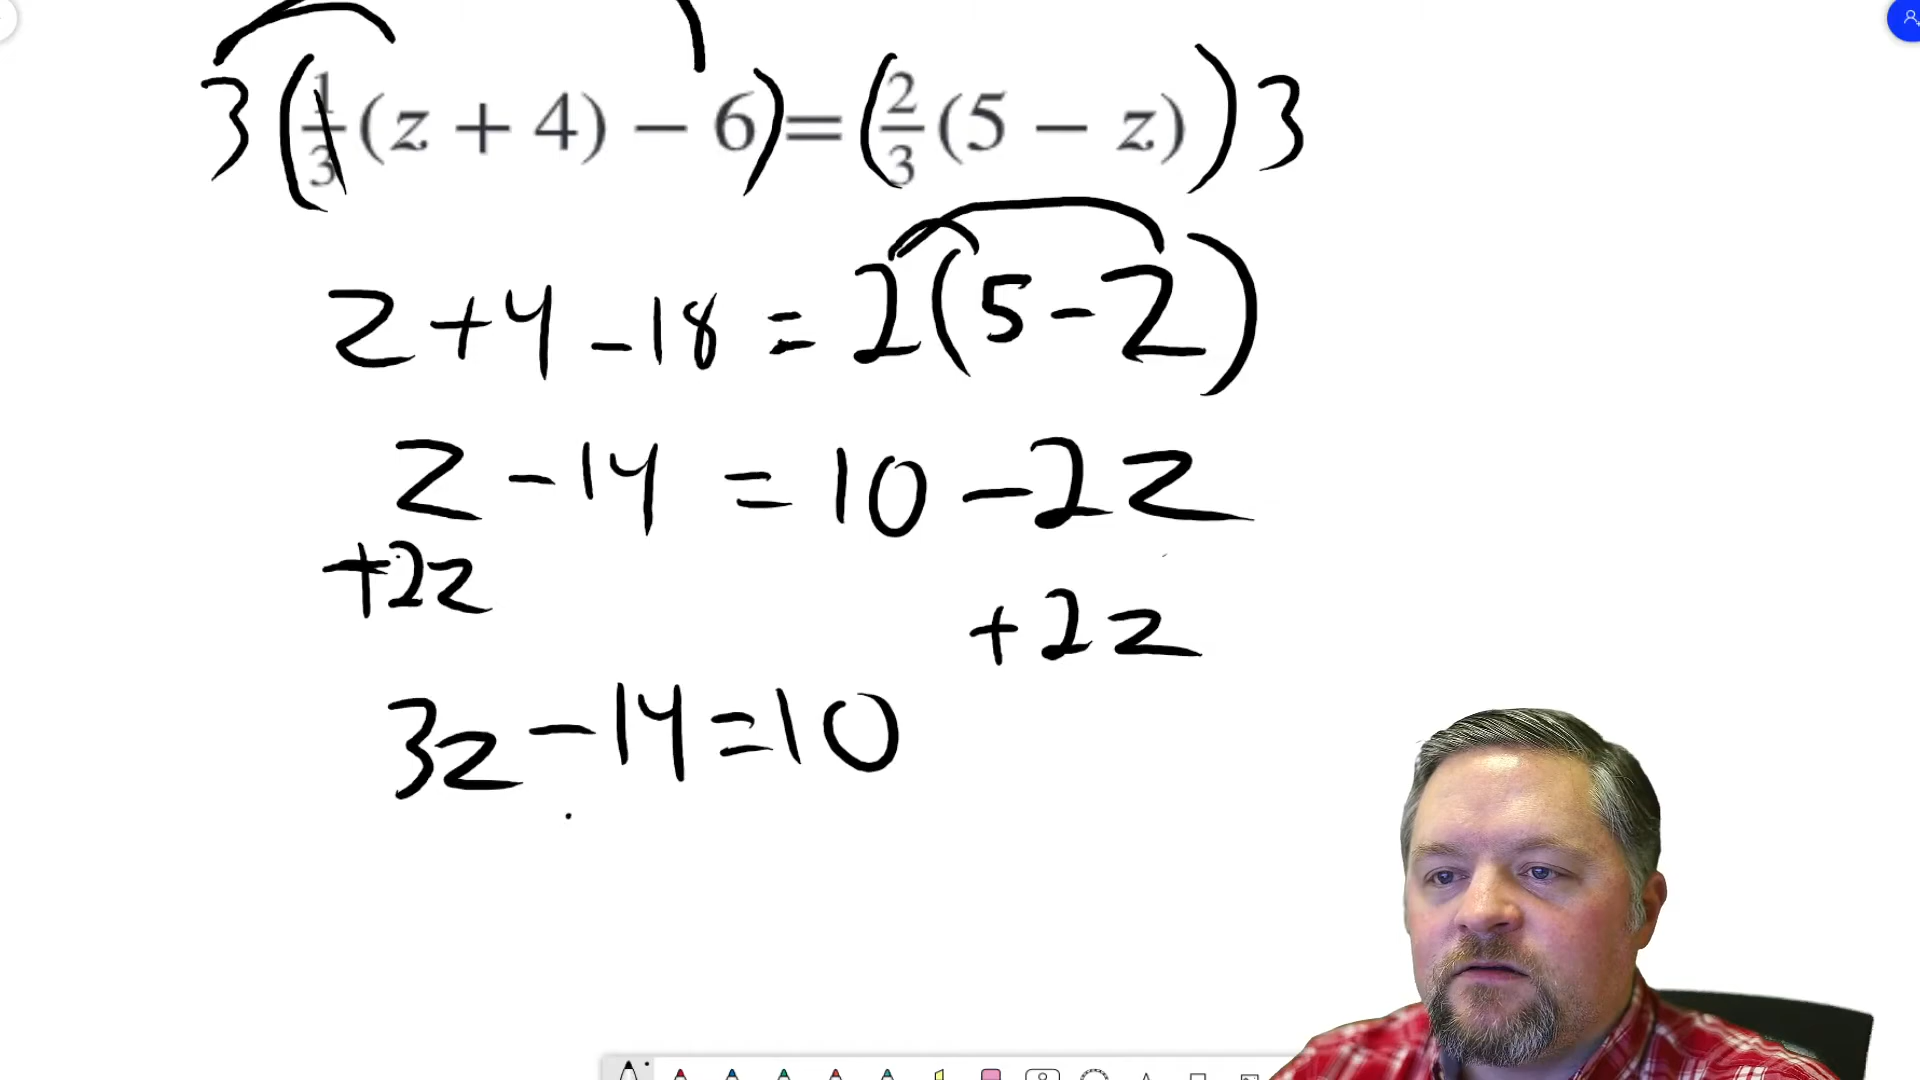 3(1/3(z + 4) − 6) = (2/3(5 − z))3
z+4-18 = 2(5-z)
z-14 = 10-2z
+2z +2z
3z-14=10